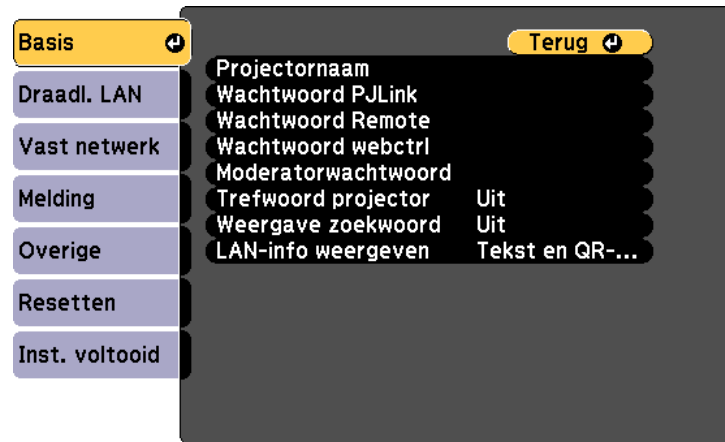 Basis
Terug
Projectornaam
Draadl. LAN
Wachtwoord PJLink
Wachtwoord Remote
Vast netwerk
Wachtwoord webctrl
Moderatorwachtwoord
Melding
Trefwoord projector Uit
Weergave zoekwoord Uit
Overige
LAN-info weergeven Tekst en QR-...
Resetten
Inst. voltooid